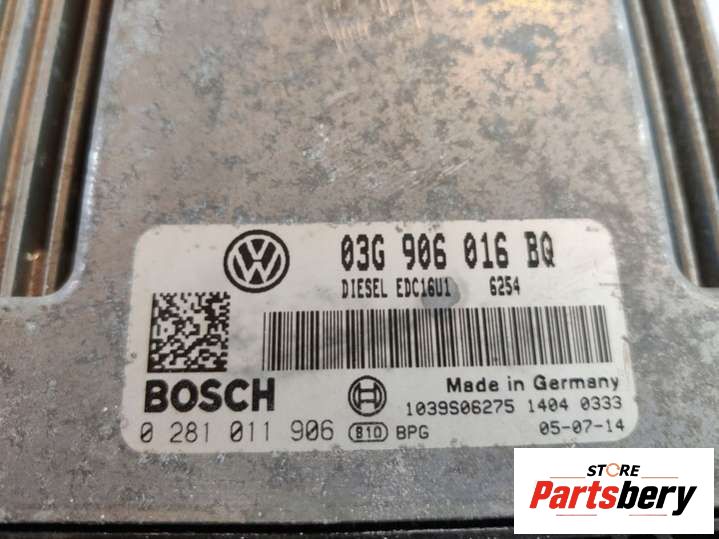 03G 906 016 BQ
DIESEL EDC16U1 6254
BOSCH
Made in Germany
1039S06275 1404 0333
0 281 011 906 B10 BPG 05-07-14
STORE
Partsbery